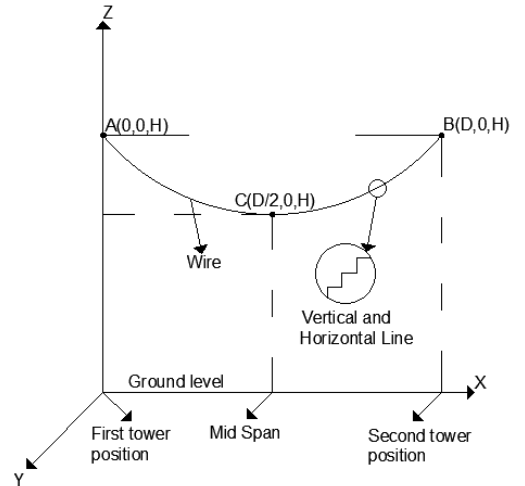 Z
A(0,0,H)
B(D,0,H)
C(D/2,0,H)
Wire
Vertical and
Horizontal Line
Ground level
X
First tower
position
Mid Span
Second tower
position
Y